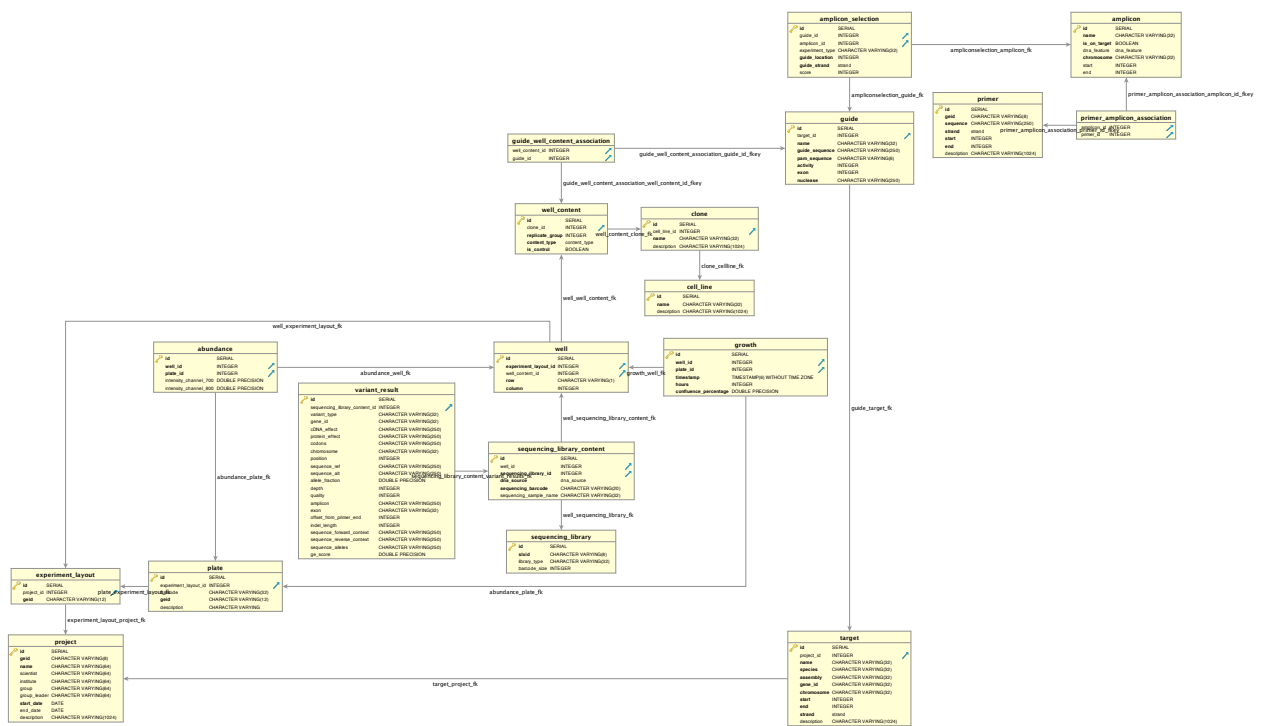 amplicon_selection
id SERIAL
guide_id INTEGER
amplicon_id INTEGER
experiment_type CHARACTER VARYING(32)
guide_location INTEGER
guide_strand strand
score INTEGER
ampliconselection_amplicon_fk
amplicon
id SERIAL
name CHARACTER VARYING(32)
is_on_target BOOLEAN
dna_feature dna_feature
chromosome CHARACTER VARYING(32)
start INTEGER
end INTEGER
ampliconselection_guide_fk
primer_amplicon_association_amplicon_id_fkey
primer
id SERIAL
geid CHARACTER VARYING(8)
sequence CHARACTER VARYING(250)
strand strand
start INTEGER
end INTEGER
description CHARACTER VARYING(1024)
primer_amplicon_association_primer_id_fkey
primer_amplicon_association
amplicon_id INTEGER
primer_id INTEGER
guide
id SERIAL
target_id INTEGER
name CHARACTER VARYING(32)
guide_sequence CHARACTER VARYING(250)
pam_sequence CHARACTER VARYING(6)
activity INTEGER
exon INTEGER
nuclease CHARACTER VARYING(250)
guide_well_content_association
well_content_id INTEGER
guide_id INTEGER
guide_well_content_association_guide_id_fkey
guide_well_content_association_well_content_id_fkey
well_content
id SERIAL
clone_id INTEGER
replicate_group INTEGER
content_type content_type
is_control BOOLEAN
well_content_clone_fk
clone
id SERIAL
cell_line_id INTEGER
name CHARACTER VARYING(32)
description CHARACTER VARYING(1024)
clone_cellline_fk
cell_line
id SERIAL
name CHARACTER VARYING(32)
description CHARACTER VARYING(1024)
well_well_content_fk
well_experiment_layout_fk
abundance
id SERIAL
well_id INTEGER
plate_id INTEGER
intensity_channel_700 DOUBLE PRECISION
intensity_channel_800 DOUBLE PRECISION
abundance_well_fk
well
id SERIAL
experiment_layout_id INTEGER
well_content_id INTEGER
row CHARACTER VARYING(1)
column INTEGER
growth_well_fk
growth
id SERIAL
well_id INTEGER
plate_id INTEGER
timestamp TIMESTAMP(6) WITHOUT TIME ZONE
hours INTEGER
confluence_percentage DOUBLE PRECISION
variant_result
id SERIAL
sequencing_library_content_id INTEGER
variant_type CHARACTER VARYING(32)
gene_id CHARACTER VARYING(32)
cDNA_effect CHARACTER VARYING(250)
protein_effect CHARACTER VARYING(250)
codons CHARACTER VARYING(250)
chromosome CHARACTER VARYING(32)
position INTEGER
sequence_ref CHARACTER VARYING(250)
sequence_alt CHARACTER VARYING(250)
allele_fraction DOUBLE PRECISION
depth INTEGER
quality INTEGER
amplicon CHARACTER VARYING(250)
exon CHARACTER VARYING(32)
offset_from_primer_end INTEGER
indel_length INTEGER
sequence_forward_context CHARACTER VARYING(250)
sequence_reverse_context CHARACTER VARYING(250)
sequence_alleles CHARACTER VARYING(250)
ge_score DOUBLE PRECISION
guide_target_fk
well_sequencing_library_content_fk
sequencing_library_content
id SERIAL
well_id INTEGER
sequencing_library_id INTEGER
dna_source dna_source
sequencing_barcode CHARACTER VARYING(20)
sequencing_sample_name CHARACTER VARYING(32)
sequencing_library_content_variant_results_fk
abundance_plate_fk
well_sequencing_library_fk
sequencing_library
id SERIAL
slxid CHARACTER VARYING(8)
library_type CHARACTER VARYING(32)
barcode_size INTEGER
experiment_layout
id SERIAL
project_id INTEGER
geid CHARACTER VARYING(12)
plate_experiment_layout_fk
plate
id SERIAL
experiment_layout_id INTEGER
CHARACTER VARYING(32)
geid CHARACTER VARYING(12)
description CHARACTER VARYING
abundance_plate_fk
experiment_layout_project_fk
project
id SERIAL
geid CHARACTER VARYING(8)
name CHARACTER VARYING(64)
scientist CHARACTER VARYING(64)
institute CHARACTER VARYING(64)
group CHARACTER VARYING(64)
group_leader CHARACTER VARYING(64)
start_date DATE
end_date DATE
description CHARACTER VARYING(1024)
target_project_fk
target
id SERIAL
project_id INTEGER
name CHARACTER VARYING(32)
species CHARACTER VARYING(32)
assembly CHARACTER VARYING(32)
gene_id CHARACTER VARYING(32)
chromosome CHARACTER VARYING(32)
start INTEGER
end INTEGER
strand strand
description CHARACTER VARYING(1024)